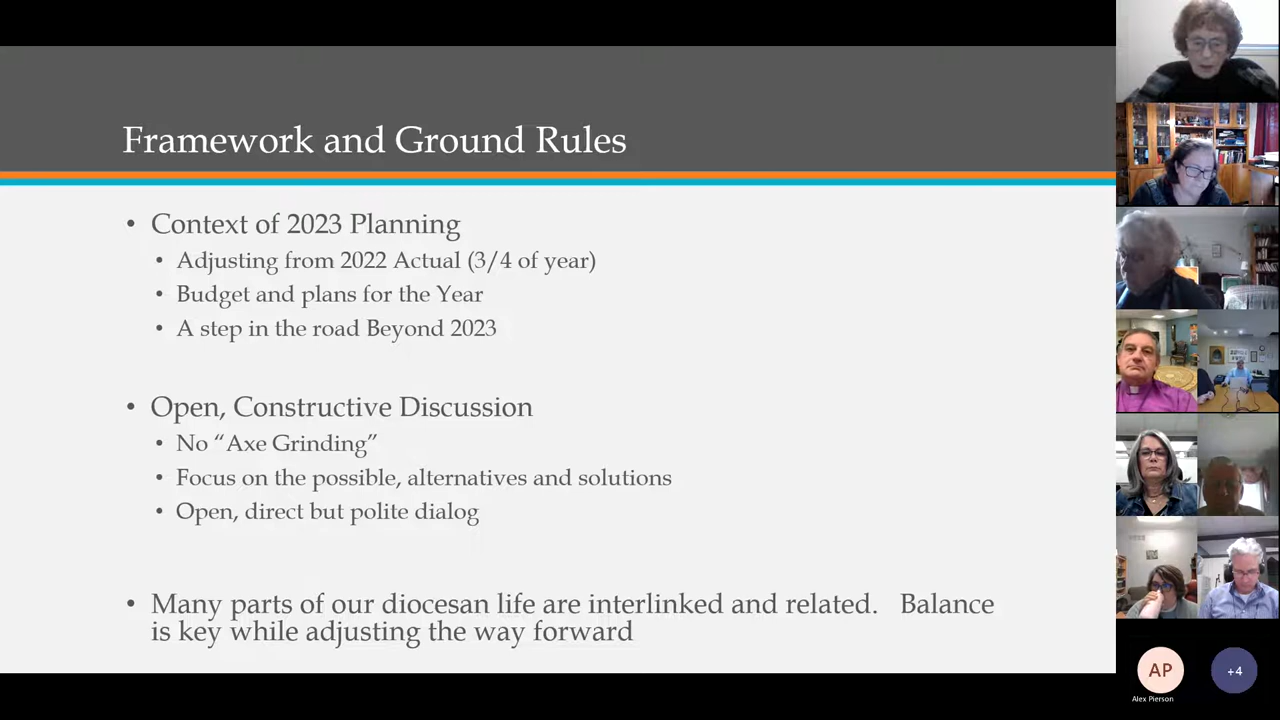 Framework and Ground Rules
• Context of 2023 Planning
• Adjusting from 2022 Actual (3/4 of year)
• Budget and plans for the Year
• A step in the road Beyond 2023
• Open, Constructive Discussion
• No “Axe Grinding”
• Focus on the possible, alternatives and solutions
• Open, direct but polite dialog
• Many parts of our diocesan life are interlinked and related.   Balance
is key while adjusting the way forward
AP
+4
Alex Pierson